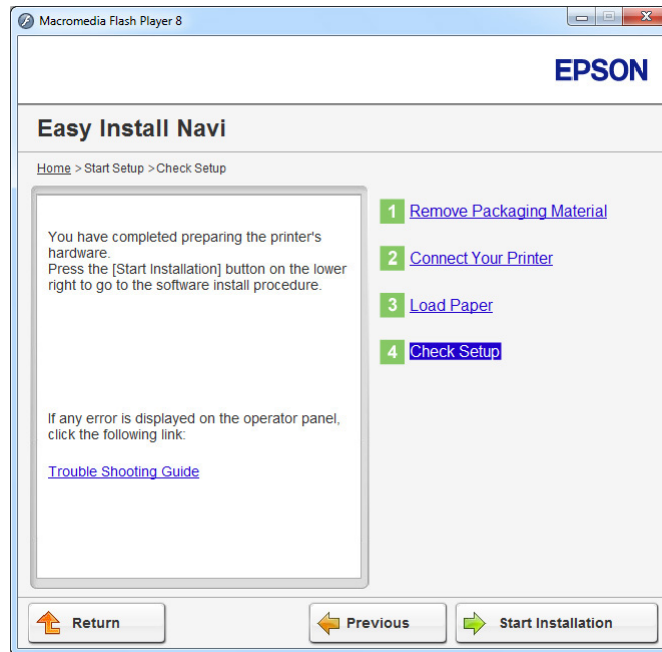 Macromedia Flash Player 8
EPSON
Easy Install Navi
Home > Start Setup >Check Setup
You have completed preparing the printer's
hardware.
Press the [Start Installation] button on the lower
right to go to the software install procedure.
If any error is displayed on the operator panel,
click the following link:
Trouble Shooting Guide
1 Remove Packaging Material
2 Connect Your Printer
3 Load Paper
4 Check Setup
Return
Previous
Start Installation